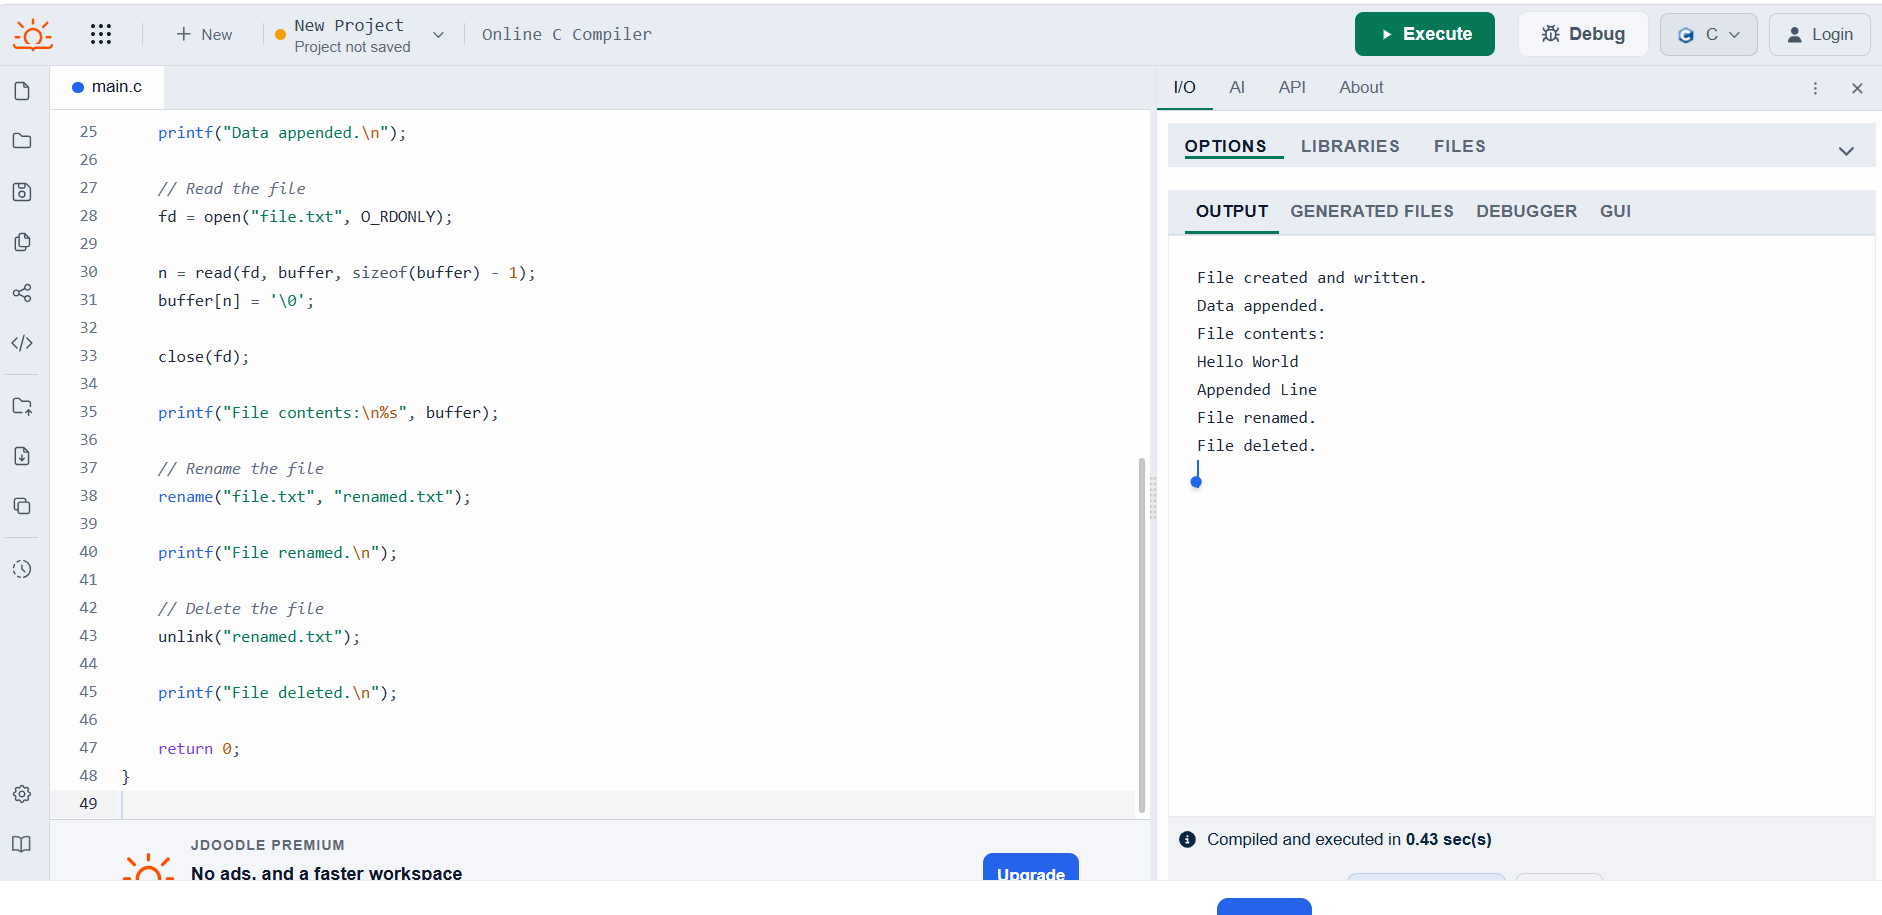 New
New Project
Project not saved
Online C Compiler
Execute
Debug
C
Login
main.c
25     printf("Data appended.\n");
26
27     // Read the file
28     fd = open("file.txt", O_RDONLY);
29
30     n = read(fd, buffer, sizeof(buffer) - 1);
31     buffer[n] = '\0';
32
33     close(fd);
34
35     printf("File contents:\n%s", buffer);
36
37     // Rename the file
38     rename("file.txt", "renamed.txt");
39
40     printf("File renamed.\n");
41
42     // Delete the file
43     unlink("renamed.txt");
44
45     printf("File deleted.\n");
46
47     return 0;
48 }
49
JDOODLE PREMIUM
No ads, and a faster workspace
Upgrade
I/O AI API About
OPTIONS LIBRARIES FILES
OUTPUT GENERATED FILES DEBUGGER GUI
File created and written.
Data appended.
File contents:
Hello World
Appended Line
File renamed.
File deleted.
Compiled and executed in 0.43 sec(s)